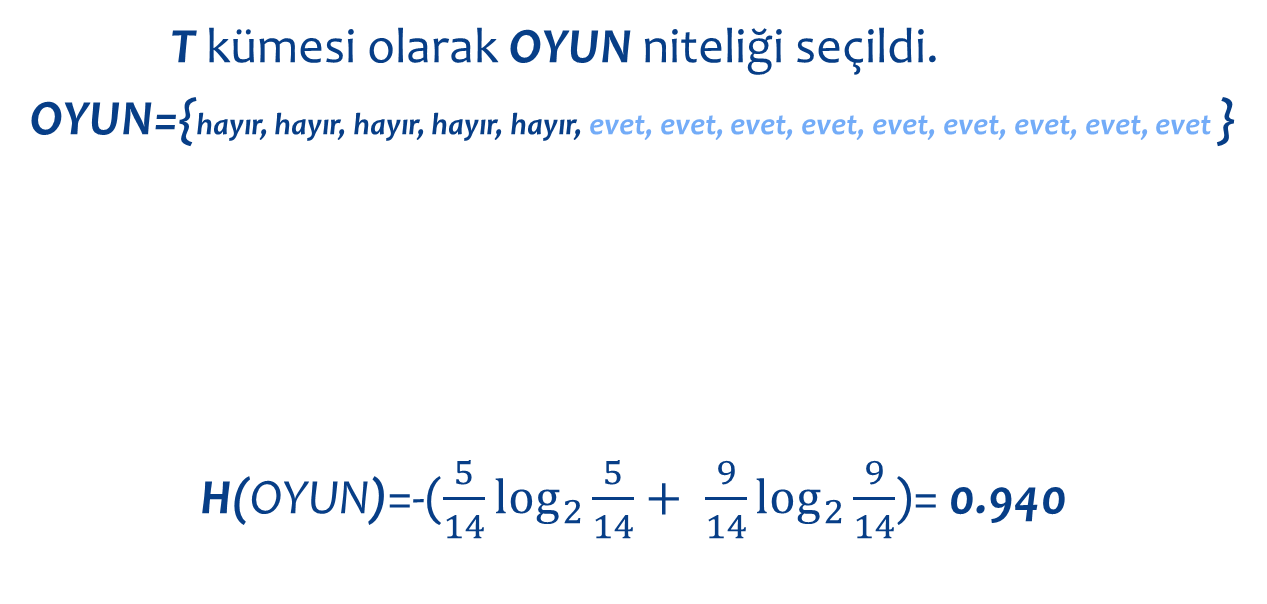 T kümesi olarak OYUN niteliği seçildi.
OYUN={hayır, hayır, hayır, hayır, hayır, evet, evet, evet, evet, evet, evet, evet, evet, evet }
H(OYUN)=-(5/14 log₂ 5/14 + 9/14 log₂ 9/14)= 0.940